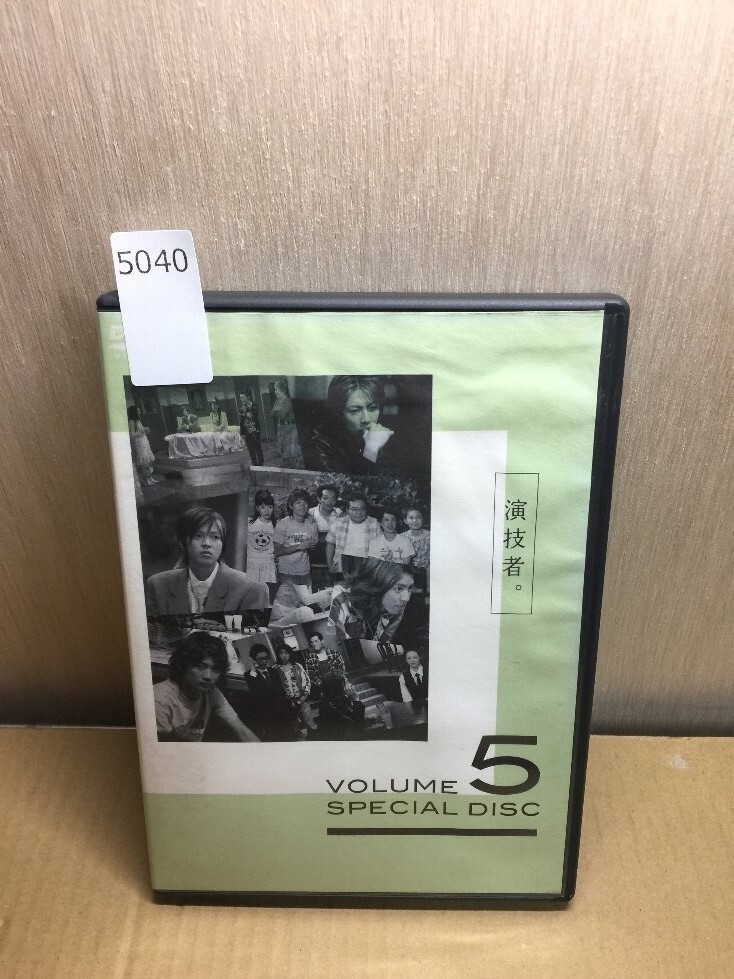 5040
演技者。
VOLUME 5
SPECIAL DISC